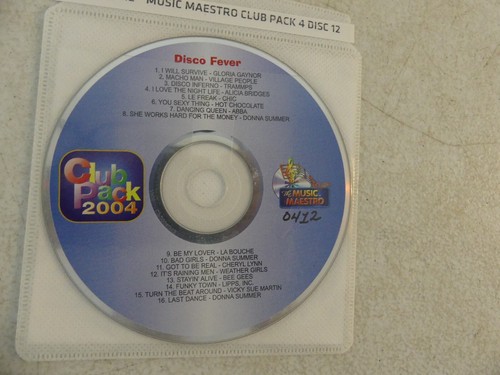 MUSIC MAESTRO CLUB PACK 4 DISC 12
Disco Fever
1. I WILL SURVIVE - GLORIA GAYNOR
2. MACHO MAN - VILLAGE PEOPLE
3. DISCO INFERNO - TRAMMPS
4. I LOVE THE NIGHT LIFE - ALICIA BRIDGES
5. LE FREAK - CHIC
6. YOU SEXY THING - HOT CHOCOLATE
7. DANCING QUEEN - ABBA
8. SHE WORKS HARD FOR THE MONEY - DONNA SUMMER
Club
Pack
2004
MUSIC
MAESTRO
0412
9. BE MY LOVER - LA BOUCHE
10. BAD GIRLS - DONNA SUMMER
11. GOT TO BE REAL - CHERYL LYNN
12. IT'S RAINING MEN - WEATHER GIRLS
13. STAYIN' ALIVE - BEE GEES
14. FUNKY TOWN - LIPPS, INC.
15. TURN THE BEAT AROUND - VICKY SUE MARTIN
16. LAST DANCE - DONNA SUMMER